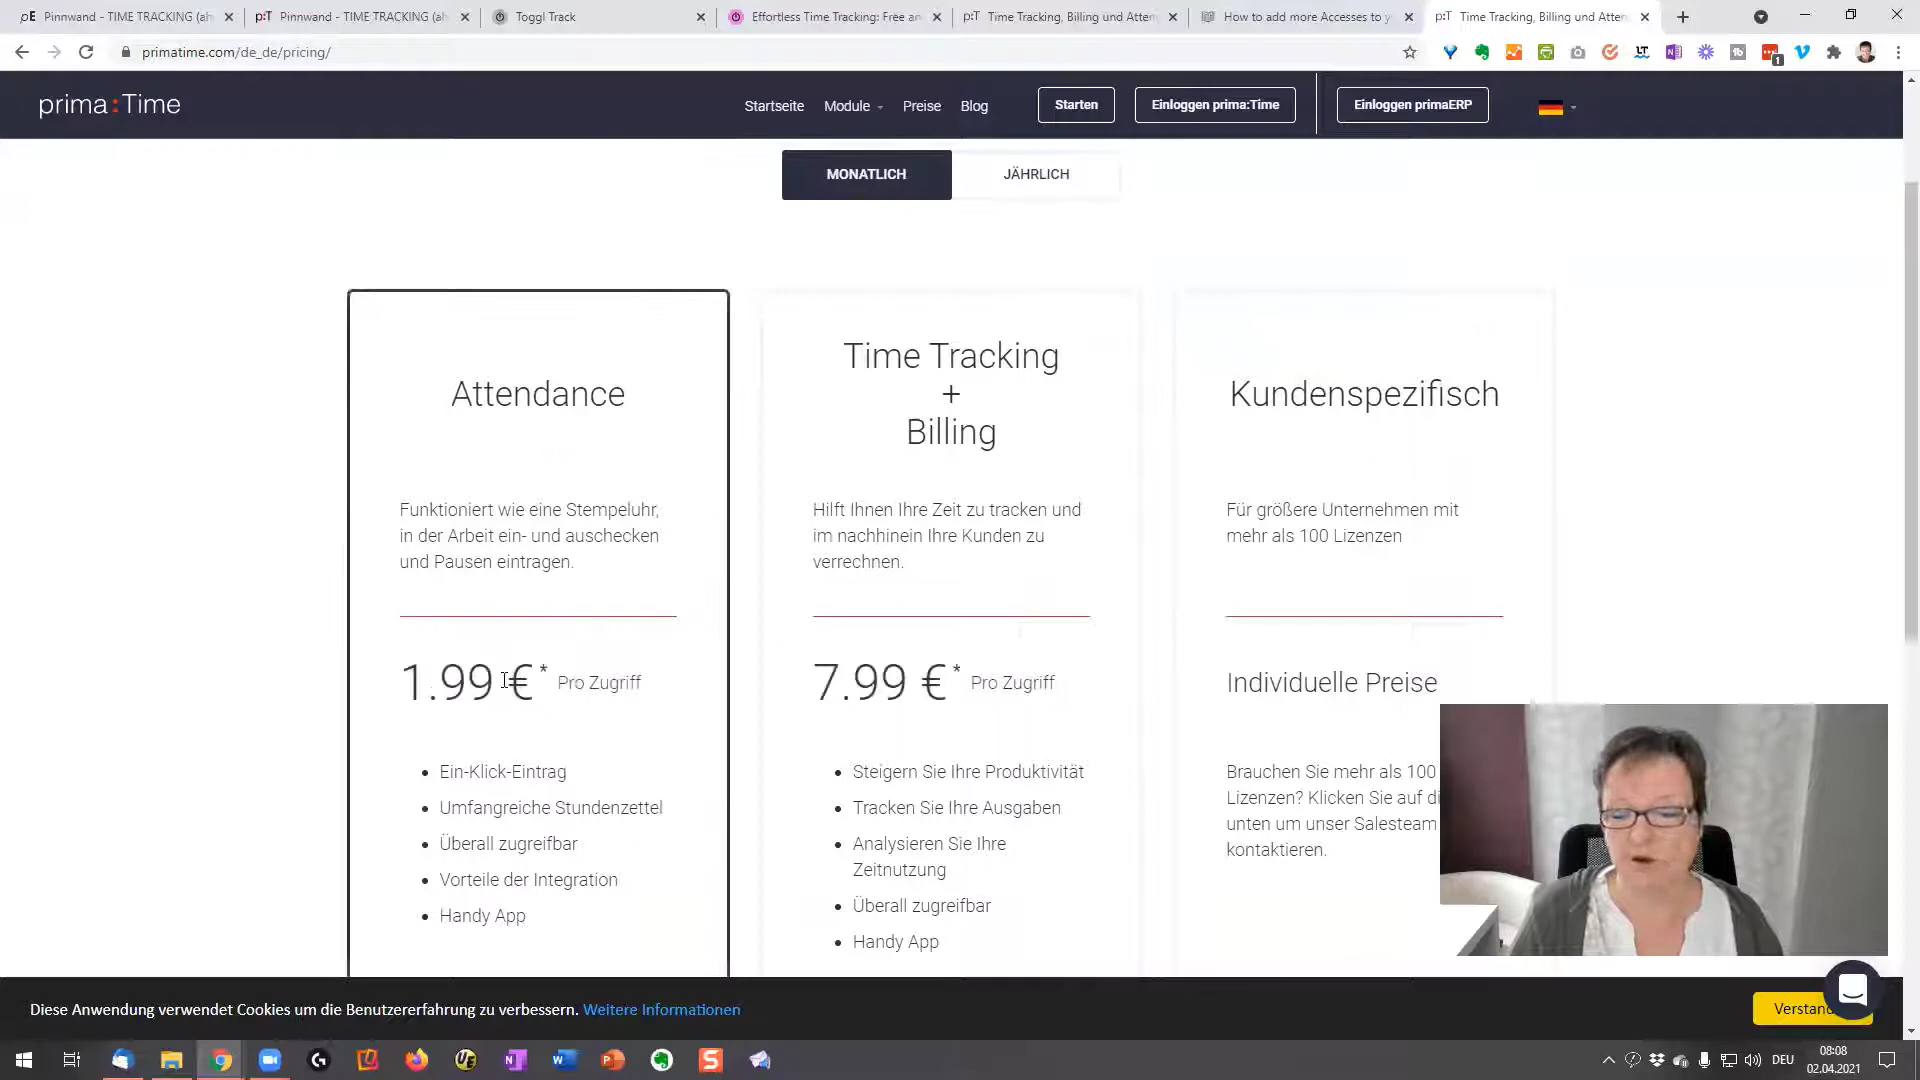 pE Pinnwand - TIME TRACKING (ah
p:T Pinnwand - TIME TRACKING (ah
Toggl Track
Effortless Time Tracking: Free an
p:T Time Tracking, Billing und Atten
How to add more Accesses to y
p:T Time Tracking, Billing und Atten
primatime.com/de_de/pricing/
prima:Time
Startseite
Module
Preise
Blog
Starten
Einloggen prima:Time
Einloggen primaERP
MONATLICH
JÄHRLICH
Attendance
Funktioniert wie eine Stempeluhr,
in der Arbeit ein- und auschecken
und Pausen eintragen.
1.99 €* Pro Zugriff
• Ein-Klick-Eintrag
• Umfangreiche Stundenzettel
• Überall zugreifbar
• Vorteile der Integration
• Handy App
Time Tracking
+
Billing
Hilft Ihnen Ihre Zeit zu tracken und
im nachhinein Ihre Kunden zu
verrechnen.
7.99 €* Pro Zugriff
• Steigern Sie Ihre Produktivität
• Tracken Sie Ihre Ausgaben
• Analysieren Sie Ihre
Zeitnutzung
• Überall zugreifbar
• Handy App
Kundenspezifisch
Für größere Unternehmen mit
mehr als 100 Lizenzen
Individuelle Preise
Brauchen Sie mehr als 100
Lizenzen? Klicken Sie auf di
unten um unser Salesteam
kontaktieren.
Diese Anwendung verwendet Cookies um die Benutzererfahrung zu verbessern. Weitere Informationen
Verstand
DEU
08:08
02.04.2021